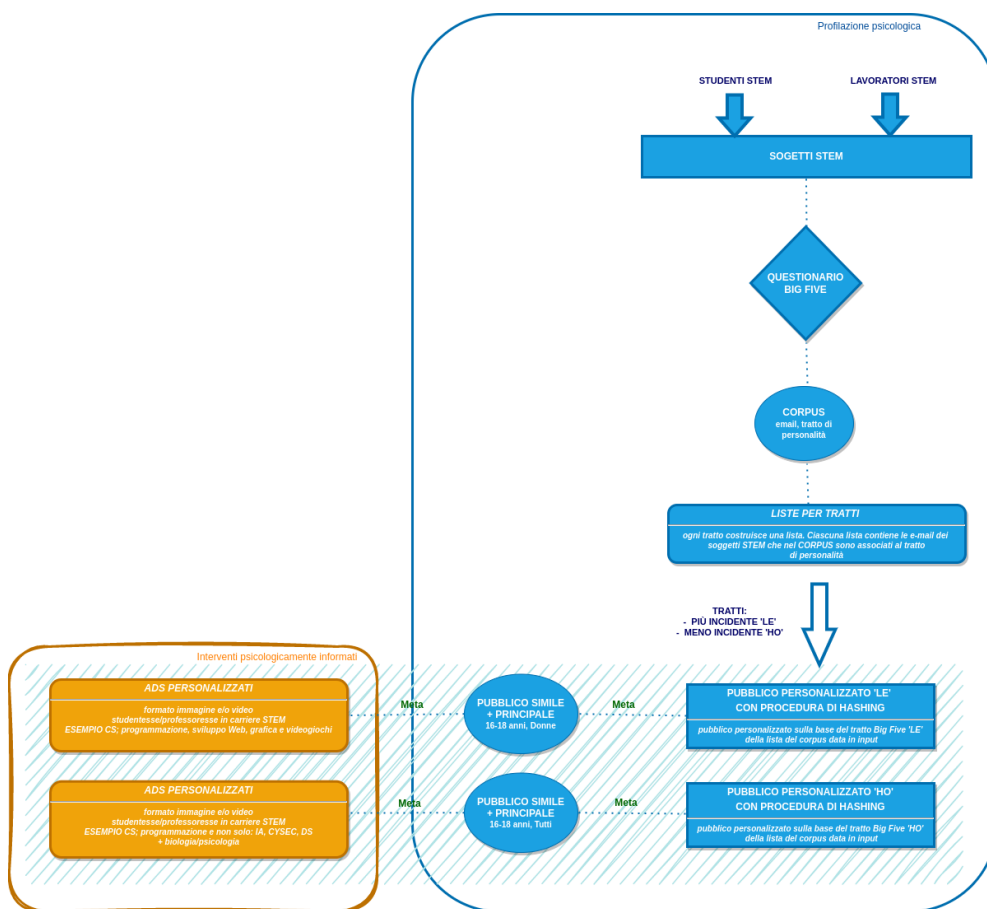 Profilazione psicologica
STUDENTI STEM
LAVORATORI STEM
SOGETTI STEM
QUESTIONARIO
BIG FIVE
CORPUS
email, tratto di
personalità
LISTE PER TRATTI
ogni tratto costruisce una lista. Ciascuna lista contiene le e-mail dei
soggetti STEM che nel CORPUS sono associati al tratto
di personalità
TRATTI:
- PIÙ INCIDENTE 'LE'
- MENO INCIDENTE 'HO'
Interventi psicologicamente informati
ADS PERSONALIZZATI
formato immagine e/o video
studentesse/professoresse in carriere STEM
ESEMPIO CS; programmazione, sviluppo Web, grafica e videogiochi
Meta
PUBBLICO SIMILE
+ PRINCIPALE
16-18 anni, Donne
Meta
PUBBLICO PERSONALIZZATO 'LE'
CON PROCEDURA DI HASHING
pubblico personalizzato sulla base del tratto Big Five 'LE'
della lista del corpus data in input
ADS PERSONALIZZATI
formato immagine e/o video
studentesse/professoresse in carriere STEM
ESEMPIO CS; programmazione e non solo: IA, CYSEC, DS
+ biologia/psicologia
Meta
PUBBLICO SIMILE
+ PRINCIPALE
16-18 anni, Tutti
Meta
PUBBLICO PERSONALIZZATO 'HO'
CON PROCEDURA DI HASHING
pubblico personalizzato sulla base del tratto Big Five 'HO'
della lista del corpus data in input